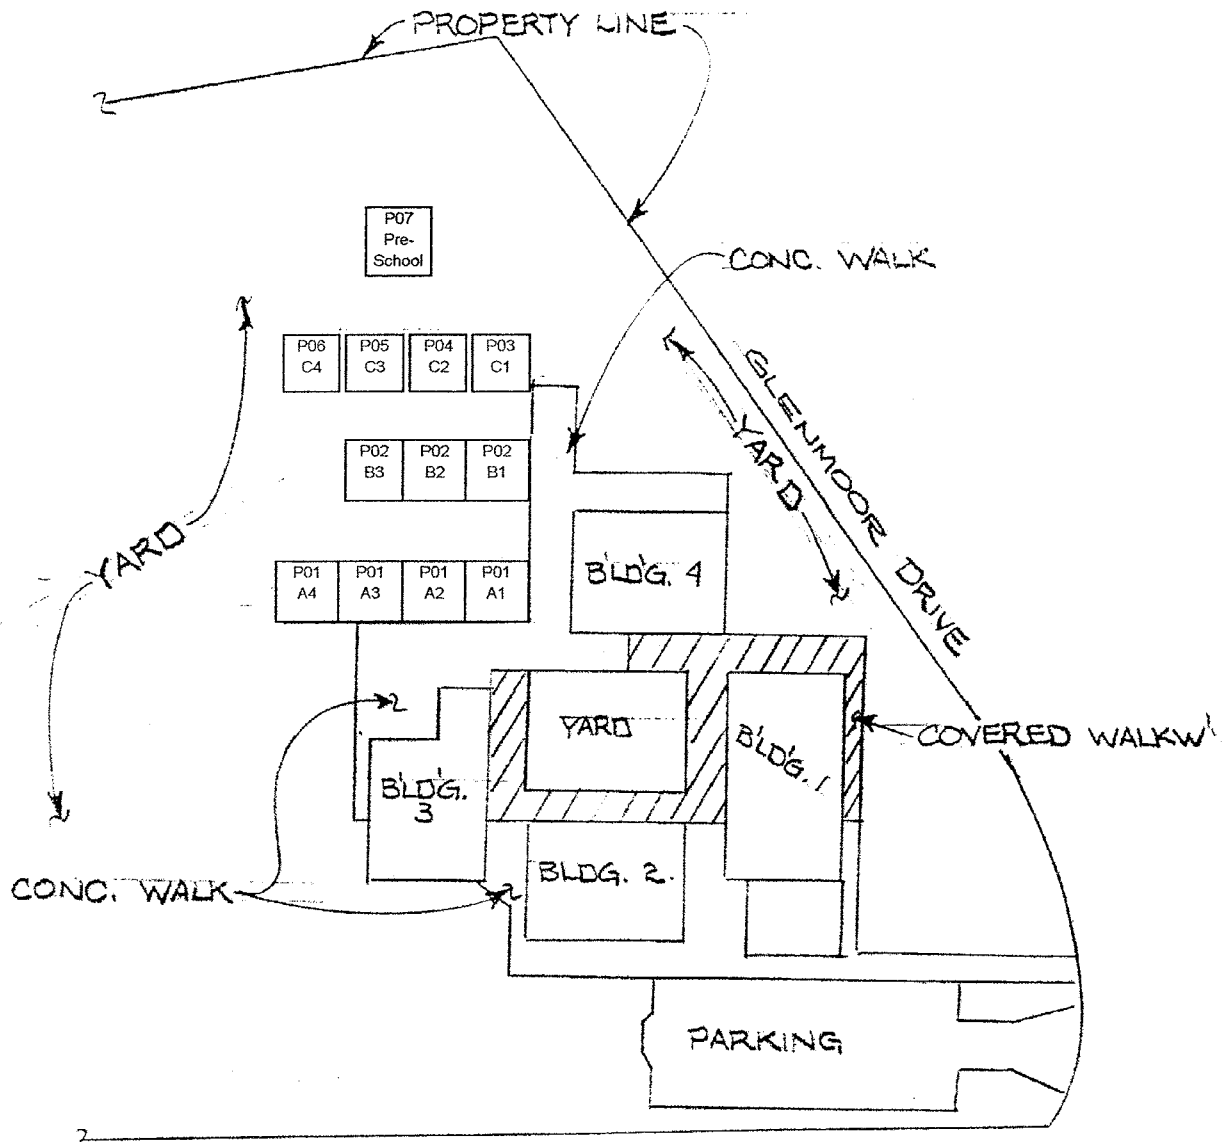 PROPERTY LINE
P07
Pre-
School
CONC. WALK
P06
C4
P05
C3
P04
C2
P03
C1
GLENMOOR DRIVE
YARD
P02
B3
P02
B2
P02
B1
YARD
P01
A4
P01
A3
P01
A2
P01
A1
BLDG. 4
YARD
BLDG. 1
COVERED WALKW
BLDG.
3
BLDG. 2.
CONC. WALK
PARKING